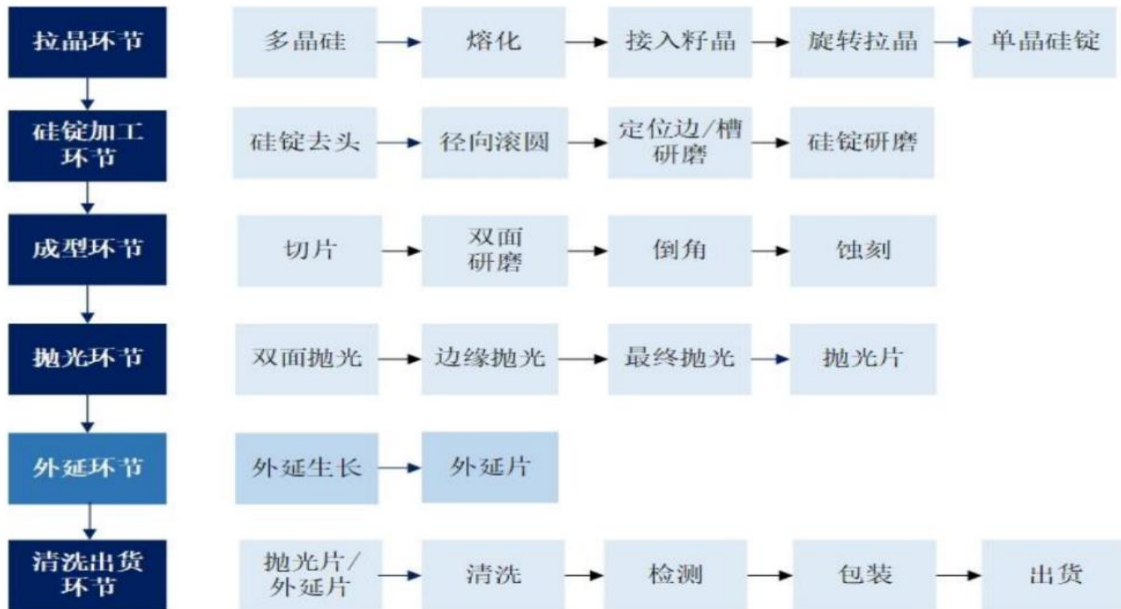 拉晶环节
多晶硅
熔化
接入籽晶
旋转拉晶
单晶硅锭
硅锭加工
环节
硅锭去头
径向滚圆
定位边/槽
研磨
硅锭研磨
成型环节
切片
双面
研磨
倒角
蚀刻
抛光环节
双面抛光
边缘抛光
最终抛光
抛光片
外延环节
外延生长
外延片
清洗出货
环节
抛光片/
外延片
清洗
检测
包装
出货